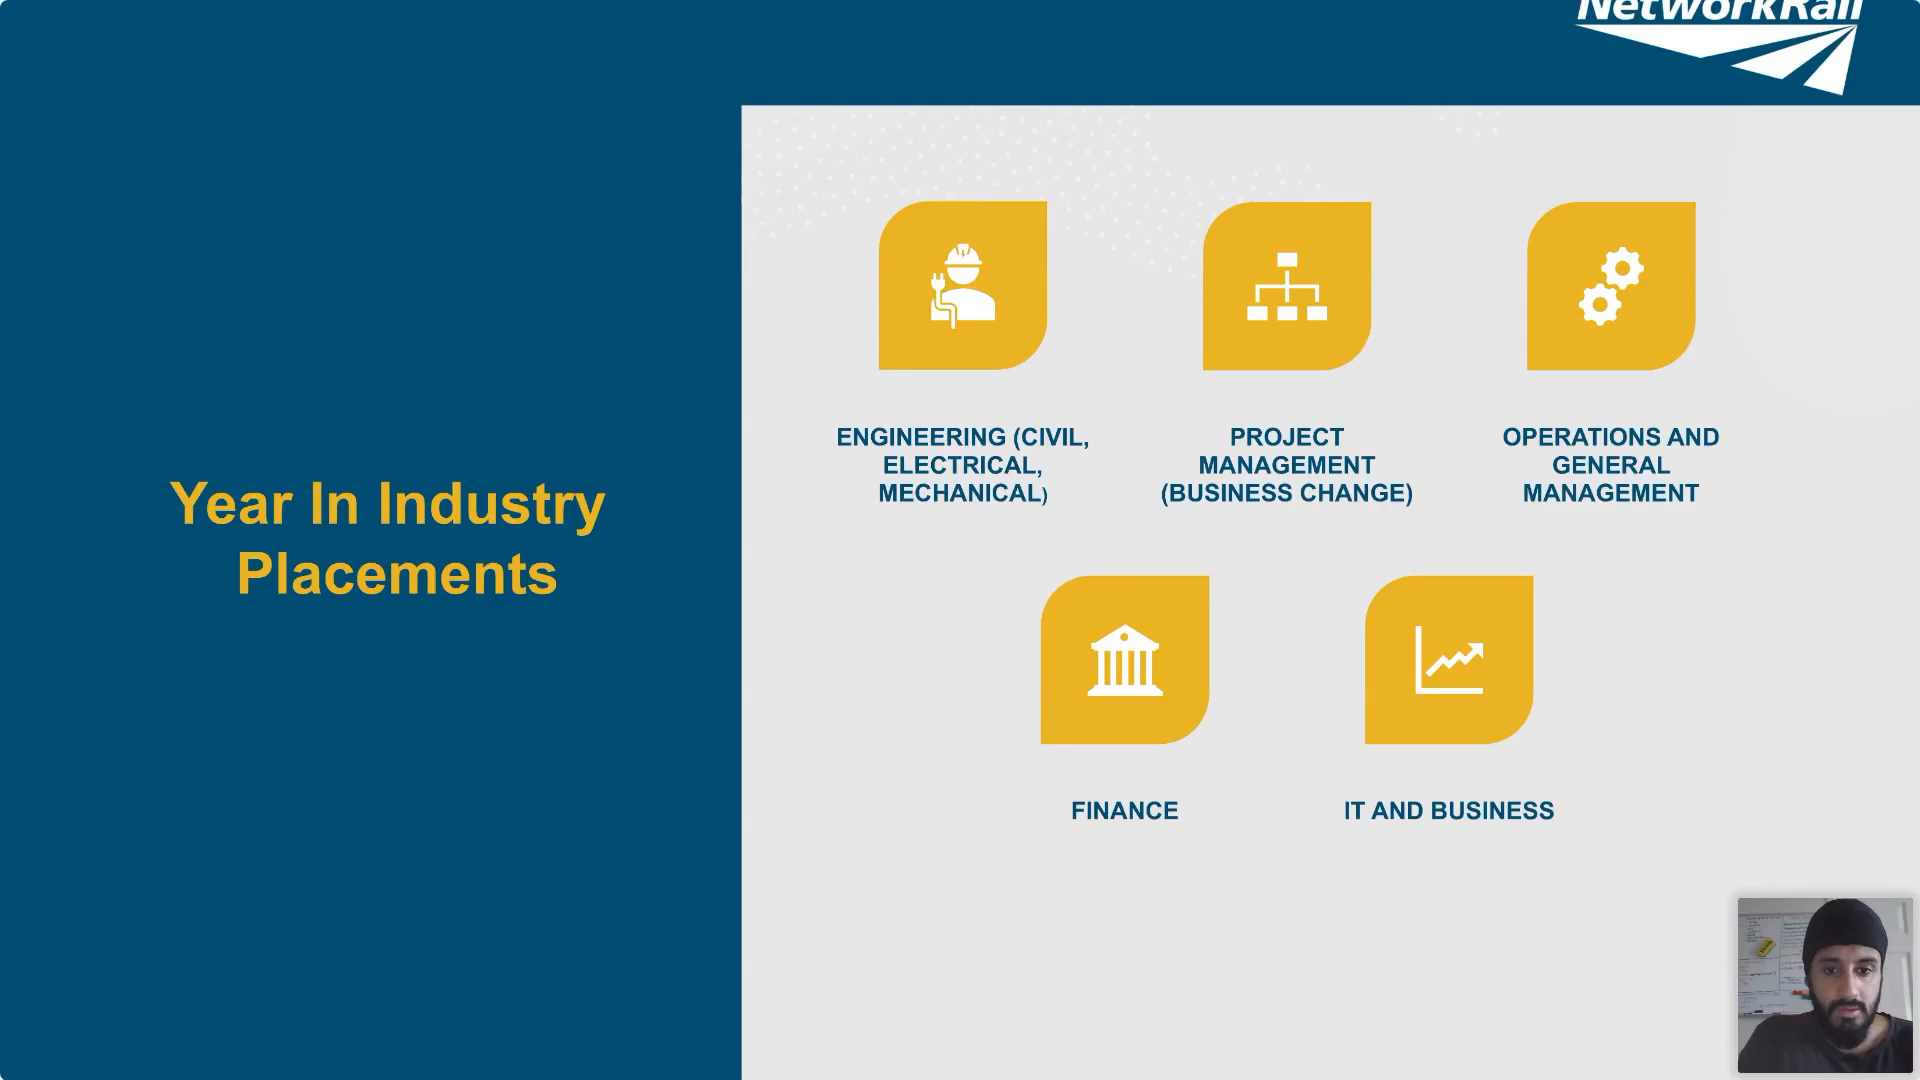 NetworkRail
Year In Industry
Placements
ENGINEERING (CIVIL,
ELECTRICAL,
MECHANICAL)
PROJECT
MANAGEMENT
(BUSINESS CHANGE)
OPERATIONS AND
GENERAL
MANAGEMENT
FINANCE
IT AND BUSINESS